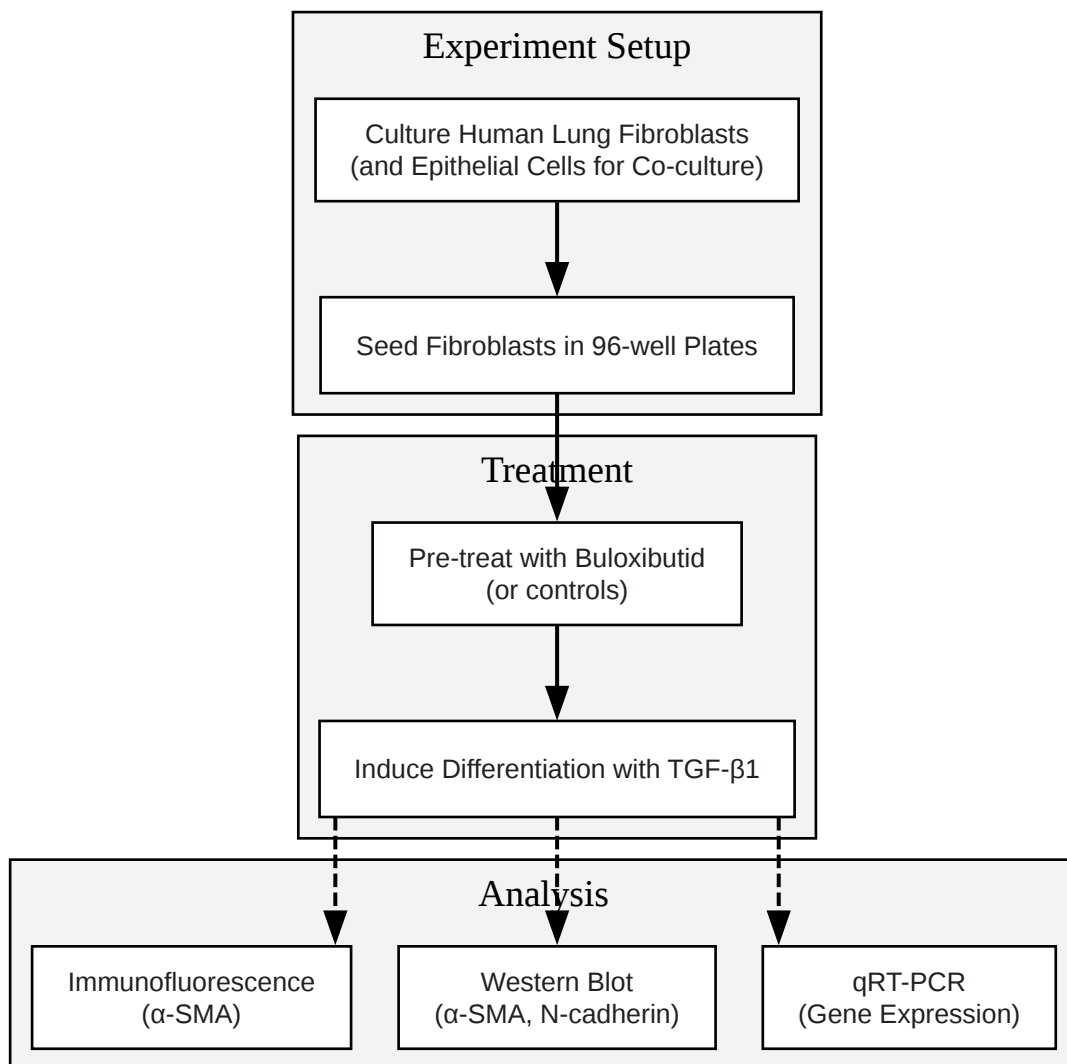 Experiment Setup
Culture Human Lung Fibroblasts
(and Epithelial Cells for Co-culture)
Seed Fibroblasts in 96-well Plates
Treatment
Pre-treat with Buloxibutid
(or controls)
Induce Differentiation with TGF-β1
Analysis
Immunofluorescence
(α-SMA)
Western Blot
(α-SMA, N-cadherin)
qRT-PCR
(Gene Expression)